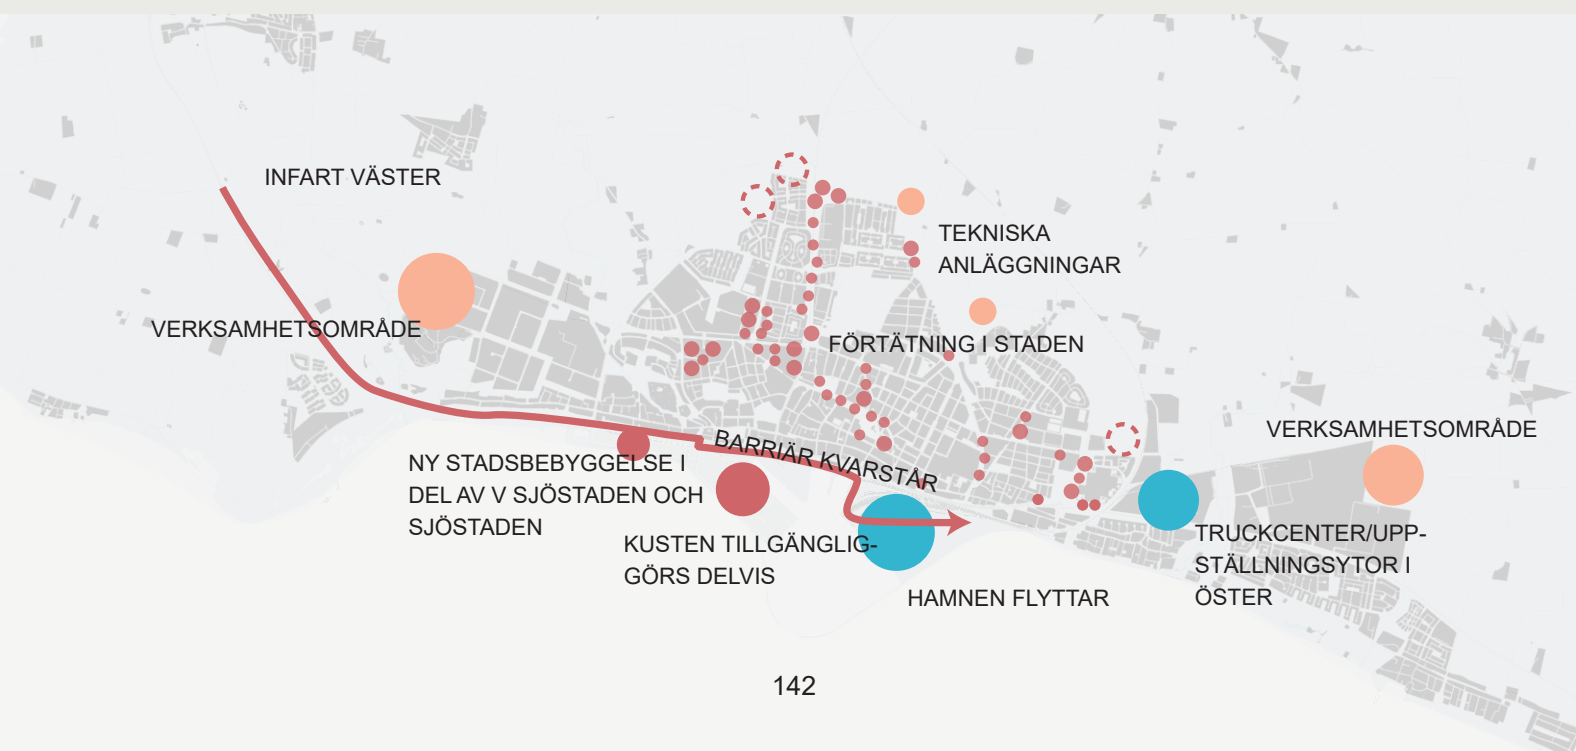 INFART VÄSTER
TEKNISKA
ANLÄGGNINGAR
VERKSAMHETSOMRÅDE
FÖRTÄTNING I STADEN
VERKSAMHETSOMRÅDE
BARRIÄR KVARSTÅR
NY STADSBEBYGGELSE I
DEL AV V SJÖSTADEN OCH
SJÖSTADEN
KUSTEN TILLGÄNGLIG-
GÖRS DELVIS
TRUCKCENTER/UPP-
STÄLLNINGSYTOR I
ÖSTER
HAMNEN FLYTTAR
142